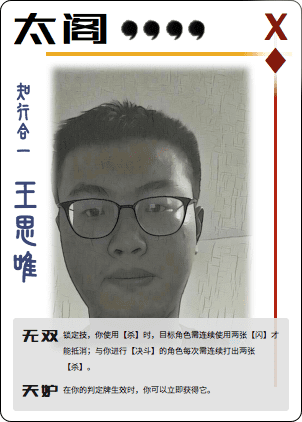 太阁
X
知行合一
王思唯
无双
锁定技，你使用【杀】时，目标角色需连续使用两张【闪】才
能抵消；与你进行【决斗】的角色每次需连续打出两张
【杀】。
天妒
在你的判定牌生效时，你可以立即获得它。